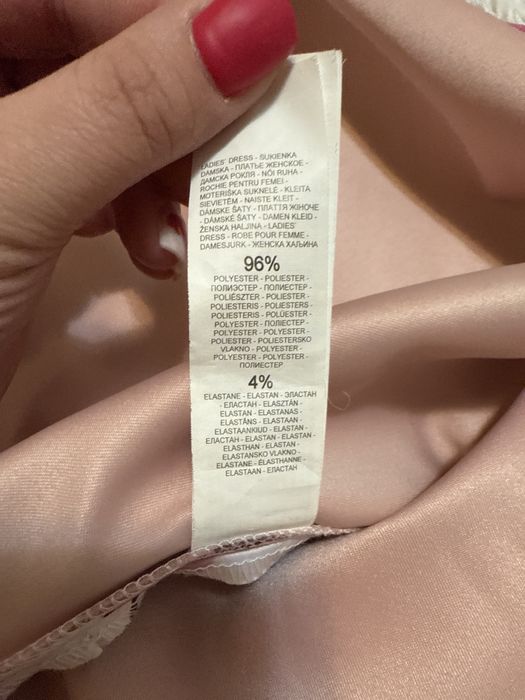 LADIES' DRESS - SUKIENKA
DAMSKA - ПЛАТЬЕ ЖЕНСКОЕ -
ДАМСКА РОКЛЯ - NŐI RUHA -
ROCHIE PENTRU FEMEI -
MOTERIŠKA SUKNELĖ - KLEITA
SIEVIETĒM - NAISTE KLEIT -
DÁMSKE ŠATY - ПЛАТТЯ ЖІНОЧЕ
- DÁMSKÉ ŠATY - DAMEN KLEID -
ŽENSKA HALJINA - LADIES'
DRESS - ROBE POUR FEMME -
DAMESJURK - ЖЕНСКА ХАЉИНА
96%
POLYESTER - POLIESTER -
ПОЛИЭСТЕР - ПОЛИЕСТЕР -
POLIÉSZTER - POLIESTER -
POLIESTERIS - POLIESTERS -
POLIESTERIS - POLÜESTER -
POLYESTER - ПОЛІЕСТЕР -
POLYESTER - POLYESTER -
POLIESTER - POLIESTERSKO
VLAKNO - POLYESTER -
POLYESTER - POLYESTER -
ПОЛИЕСТЕР
4%
ELASTANE - ELASTAN - ЭЛАСТАН
- ЕЛАСТАН - ELASZTÁN -
ELASTAN - ELASTANAS -
ELASTĀNS - ELASTAAN -
ELASTAANKIUD - ELASTAN -
ЕЛАСТАН - ELASTAN - ELASTAN -
ELASTHAN - ELASTAN -
ELASTANSKO VLAKNO -
ELASTANE - ÉLASTHANNE -
ELASTAAN - ЕЛАСТАН